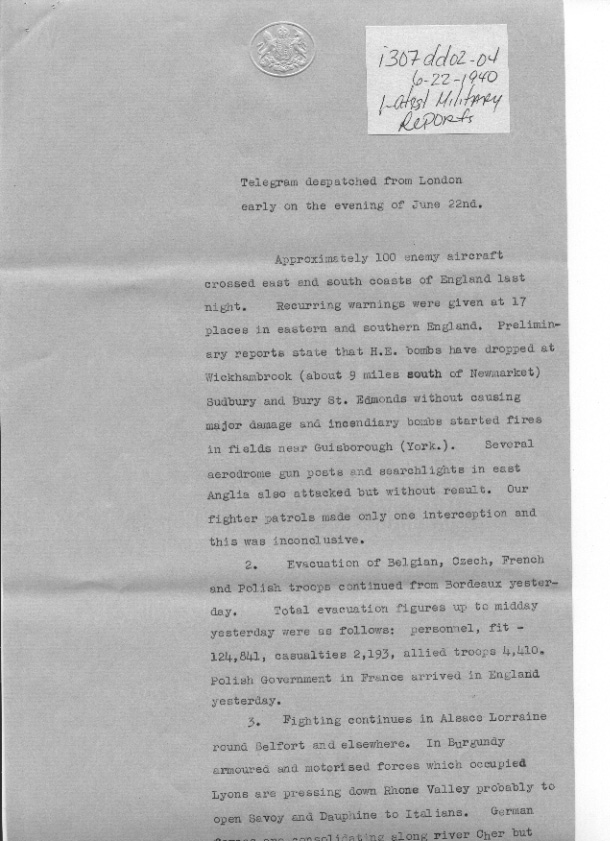 i307dd02-04
6-22-1940
Latest Military
Reports
Telegram despatched from London
early on the evening of June 22nd.
Approximately 100 enemy aircraft
crossed east and south coasts of England last
night. Recurring warnings were given at 17
places in eastern and southern England. Prelimin-
ary reports state that H.E. bombs have dropped at
Wickhambrook (about 9 miles south of Newmarket)
Sudbury and Bury St. Edmonds without causing
major damage and incendiary bombs started fires
in fields near Guisborough (York.). Several
aerodrome gun posts and searchlights in east
Anglia also attacked but without result. Our
fighter patrols made only one interception and
this was inconclusive.
2. Evacuation of Belgian, Czech, French
and Polish troops continued from Bordeaux yester-
day. Total evacuation figures up to midday
yesterday were as follows: personnel, fit -
124,841, casualties 2,193, allied troops 4,410.
Polish Government in France arrived in England
yesterday.
3. Fighting continues in Alsace Lorraine
round Belfort and elsewhere. In Burgundy
armoured and motorised forces which occupied
Lyons are pressing down Rhone Valley probably to
open Savoy and Dauphine to Italians. German
forces are consolidating along river Cher but